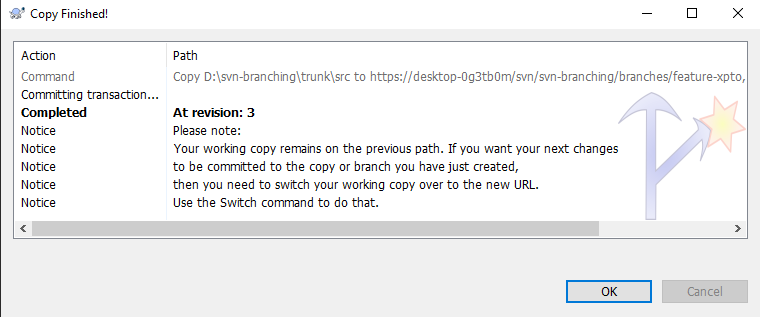 Copy Finished!
Action Path
Command Copy D:\svn-branching\trunk\src to https://desktop-0g3tb0m/svn/svn-branching/branches/feature-xpto,
Committing transaction...
Completed At revision: 3
Notice Please note:
Notice Your working copy remains on the previous path. If you want your next changes
Notice to be committed to the copy or branch you have just created,
Notice then you need to switch your working copy over to the new URL.
Notice Use the Switch command to do that.
OK Cancel